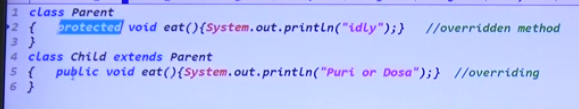 1 class Parent
2 { protected void eat(){System.out.println("idly");} //overridden method
3 }
4 class Child extends Parent
5 { public void eat(){System.out.println("Puri or Dosa");} //overriding
6 }